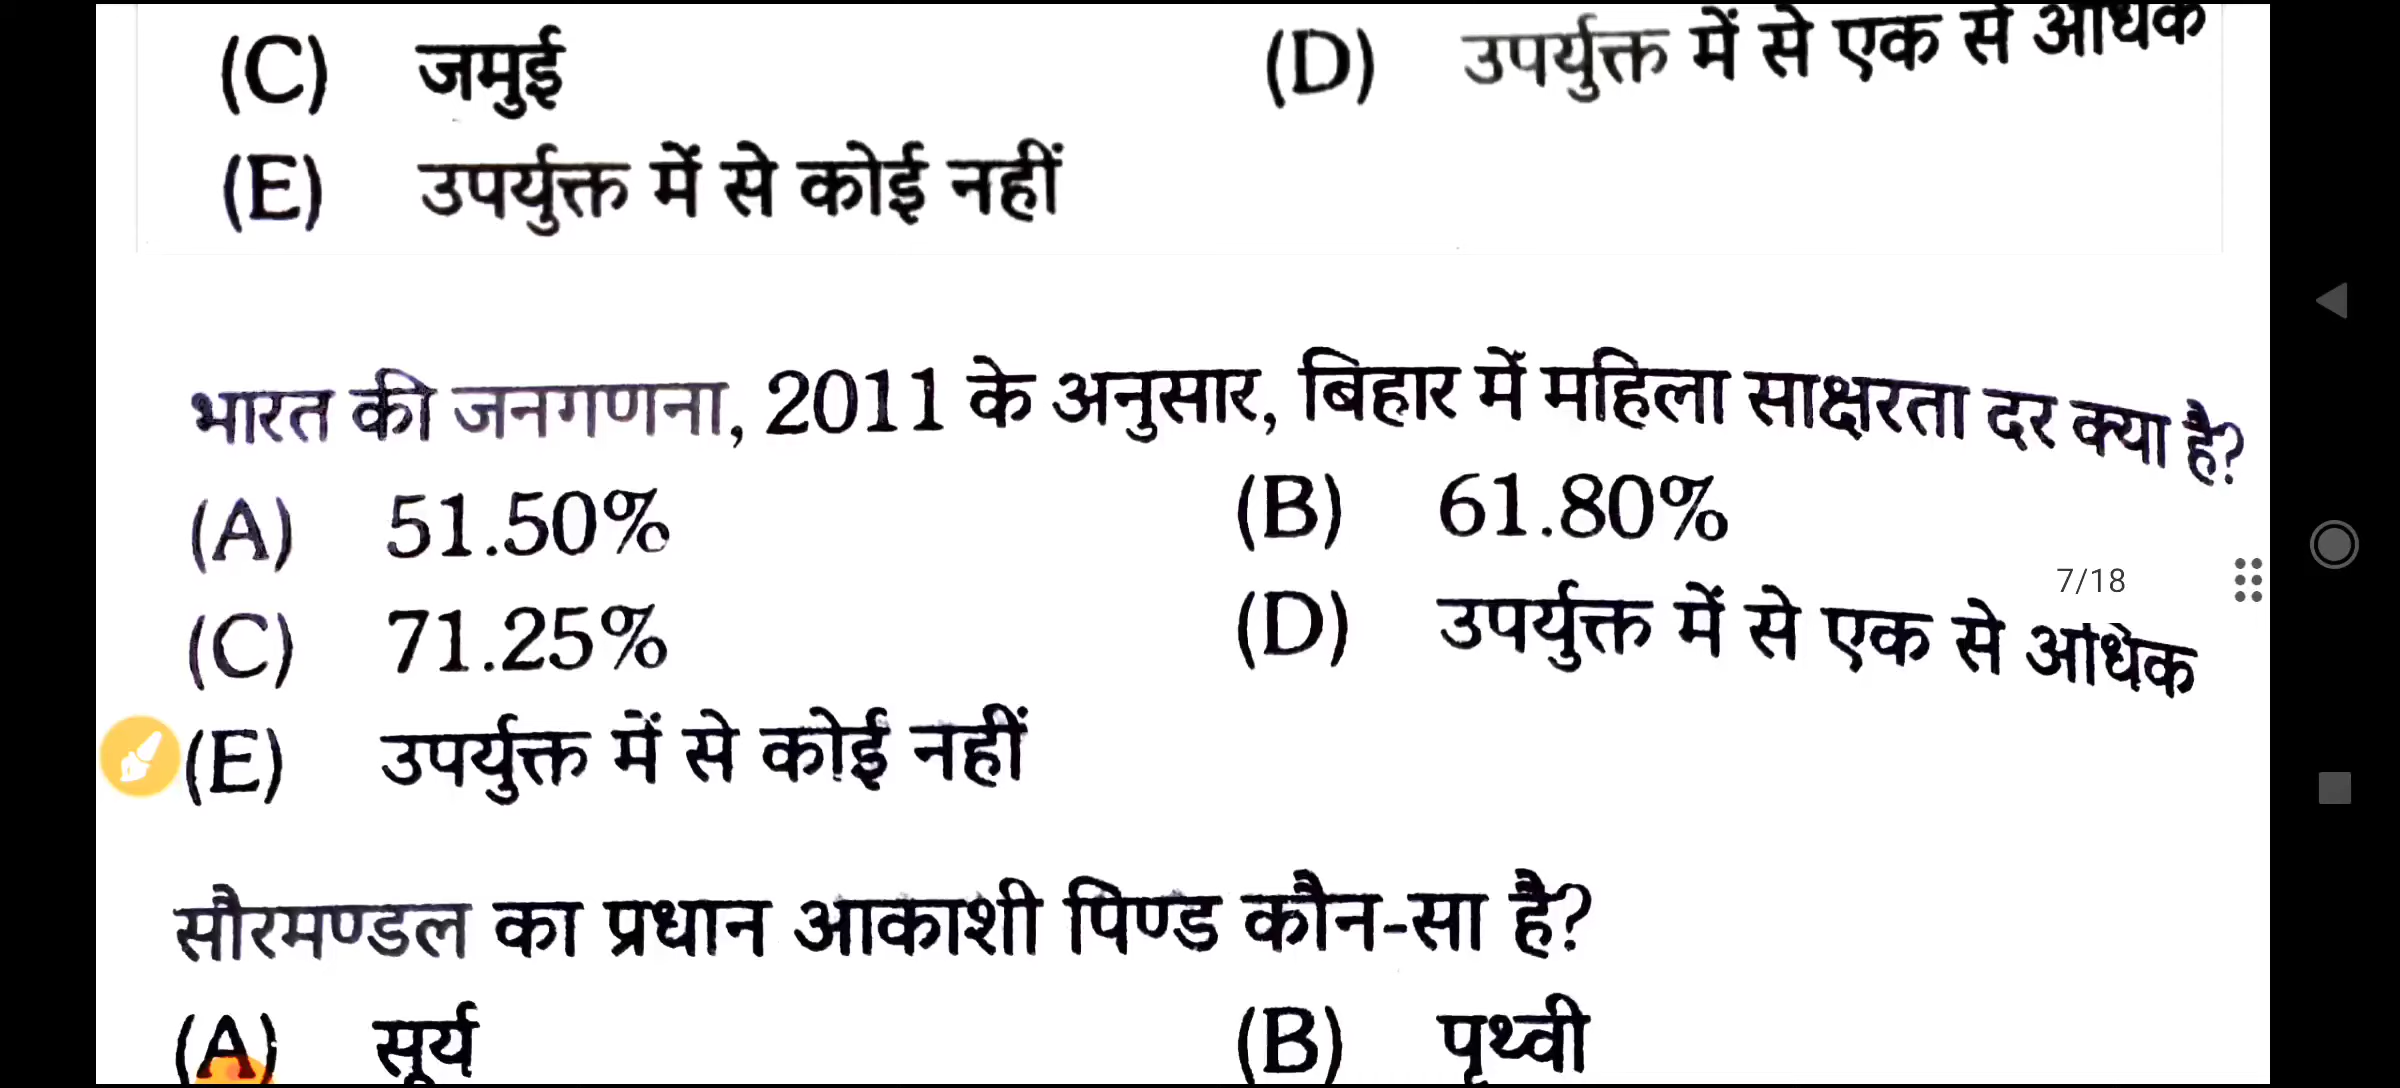 (C) जमुई (D) उपर्युक्त में से एक से अधिक
(E) उपर्युक्त में से कोई नहीं
भारत की जनगणना, 2011 के अनुसार, बिहार में महिला साक्षरता दर क्या है?
(A) 51.50% (B) 61.80%
7/18
(C) 71.25% (D) उपर्युक्त में से एक से अधिक
(E) उपर्युक्त में से कोई नहीं
सौरमण्डल का प्रधान आकाशी पिण्ड कौन-सा है?
(A) सूर्य (B) पृथ्वी